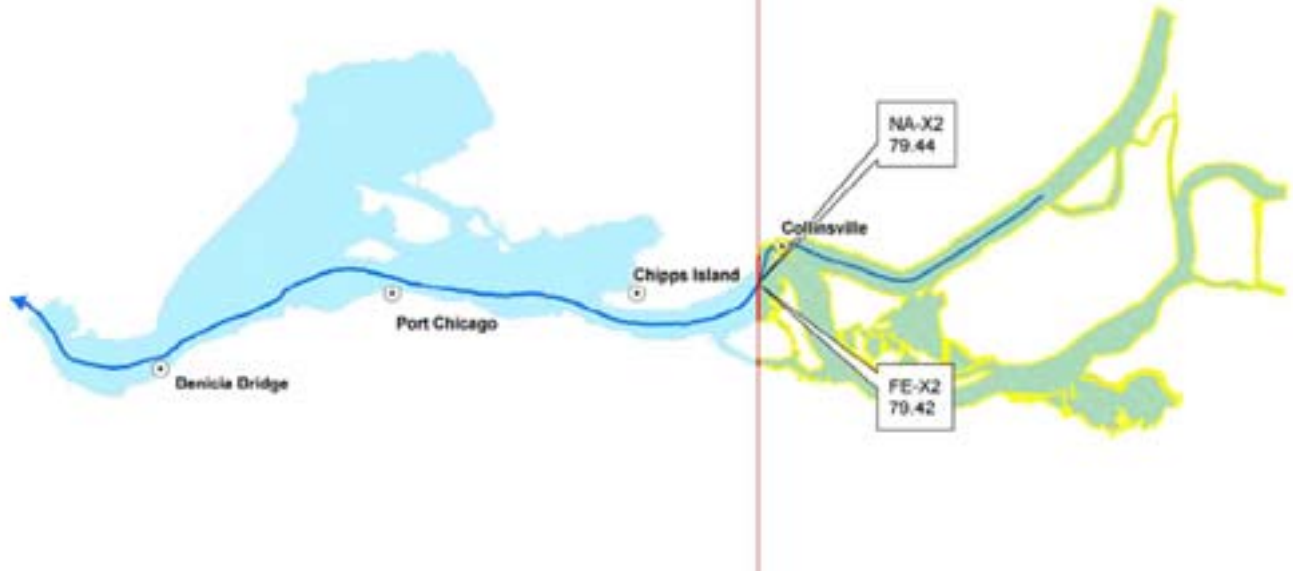 NA-X2
79.44
Collinsville
Chipps Island
Port Chicago
Benicia Bridge
FE-X2
79.42